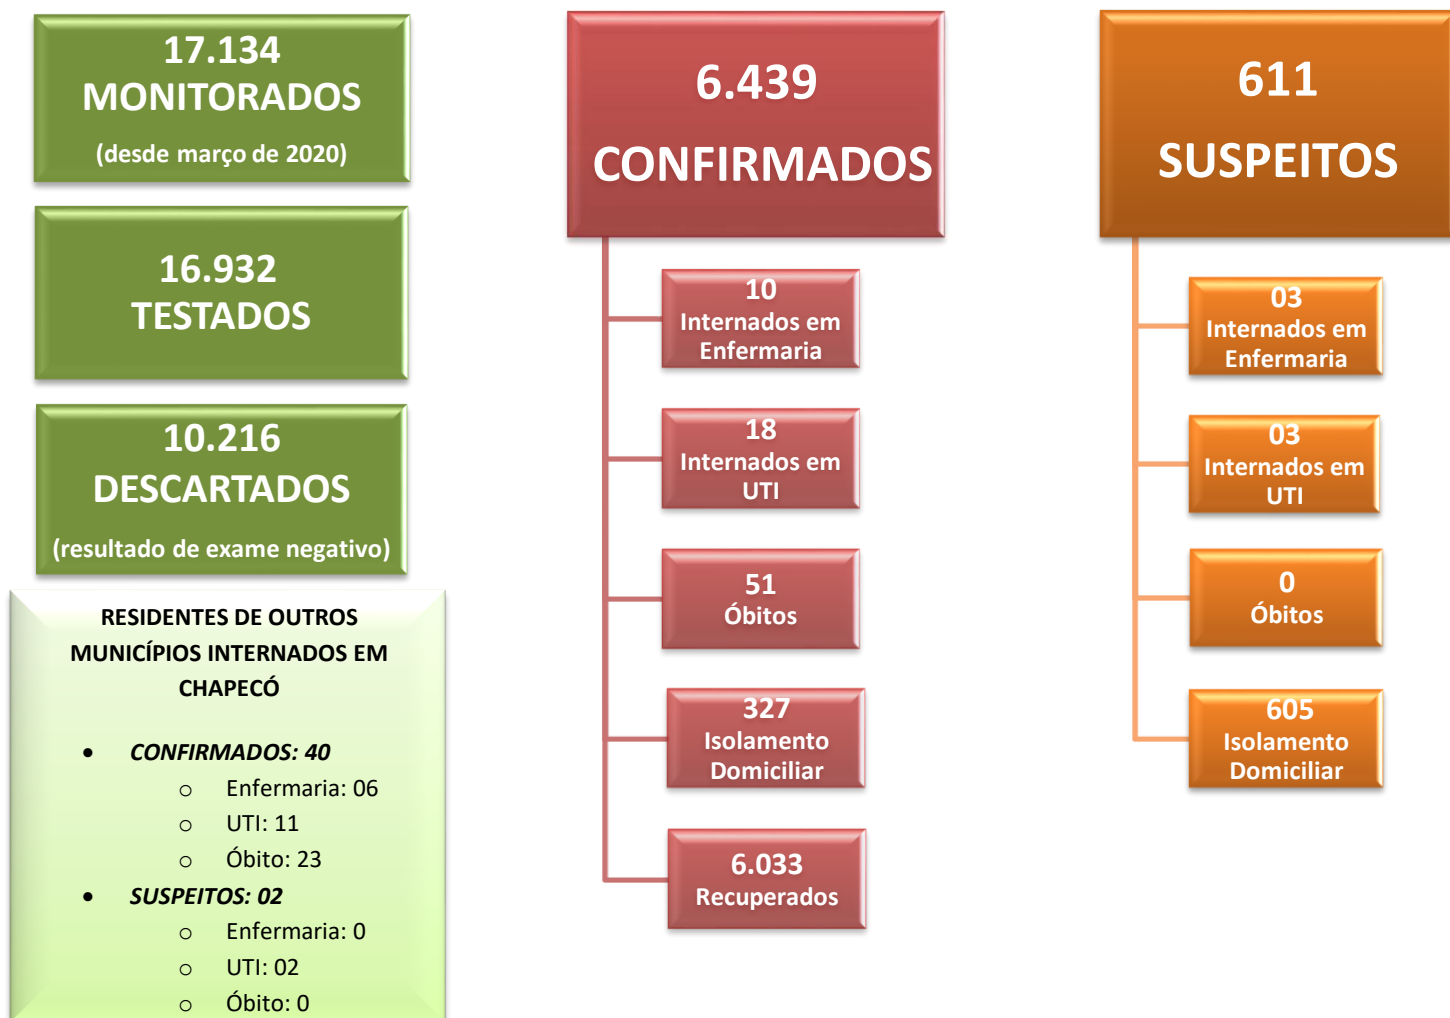 17.134
MONITORADOS
(desde março de 2020)
16.932
TESTADOS
10.216
DESCARTADOS
(resultado de exame negativo)
RESIDENTES DE OUTROS
MUNICÍPIOS INTERNADOS EM
CHAPECÓ
• CONFIRMADOS: 40
o Enfermaria: 06
o UTI: 11
o Óbito: 23
• SUSPEITOS: 02
o Enfermaria: 0
o UTI: 02
o Óbito: 0
6.439
CONFIRMADOS
10
Internados em
Enfermaria
18
Internados em
UTI
51
Óbitos
327
Isolamento
Domiciliar
6.033
Recuperados
611
SUSPEITOS
03
Internados em
Enfermaria
03
Internados em
UTI
0
Óbitos
605
Isolamento
Domiciliar